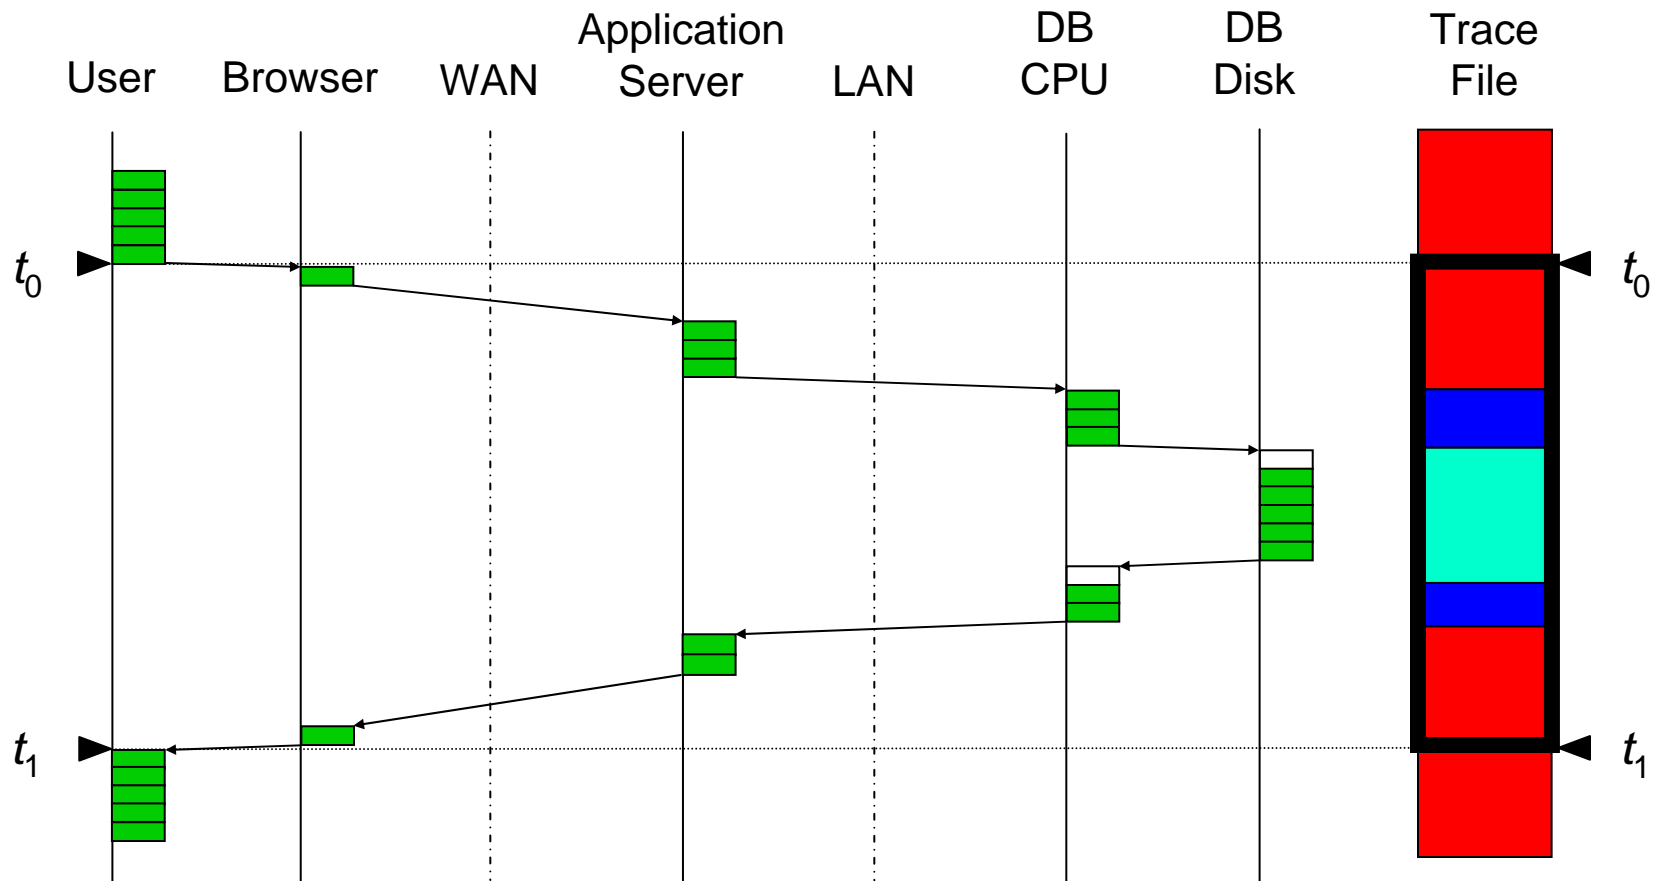 User
Browser
WAN
Application
Server
LAN
DB
CPU
DB
Disk
Trace
File
t0
t0
t1
t1